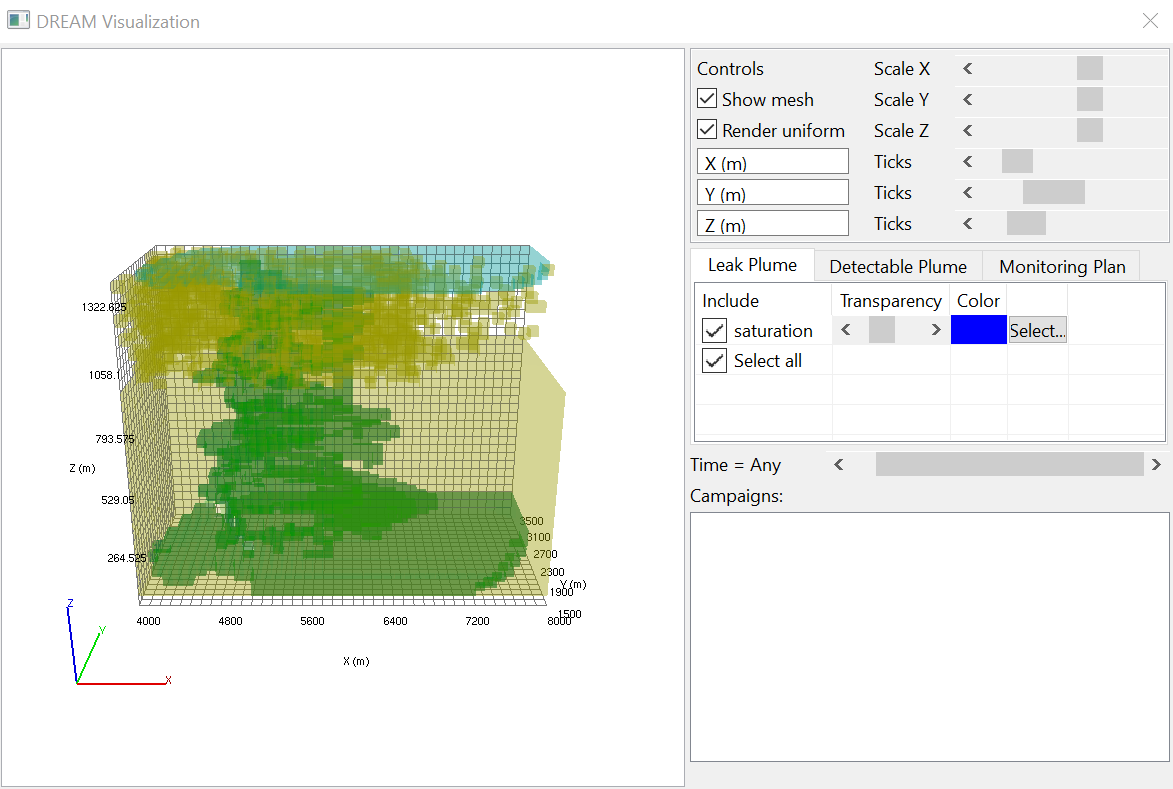 DREAM Visualization
Controls
Scale X
Show mesh
Scale Y
Render uniform
Scale Z
X (m)
Ticks
Y (m)
Ticks
Z (m)
Ticks
Leak Plume
Detectable Plume
Monitoring Plan
Include
Transparency
Color
saturation
Select...
Select all
Time = Any
Campaigns:
1322.625
1058.1
793.575
Z (m)
529.05
264.525
3500
3100
2700
2300
Y (m)
1900
1500
4000
4800
5600
6400
7200
8000
X (m)
Z
Y
X